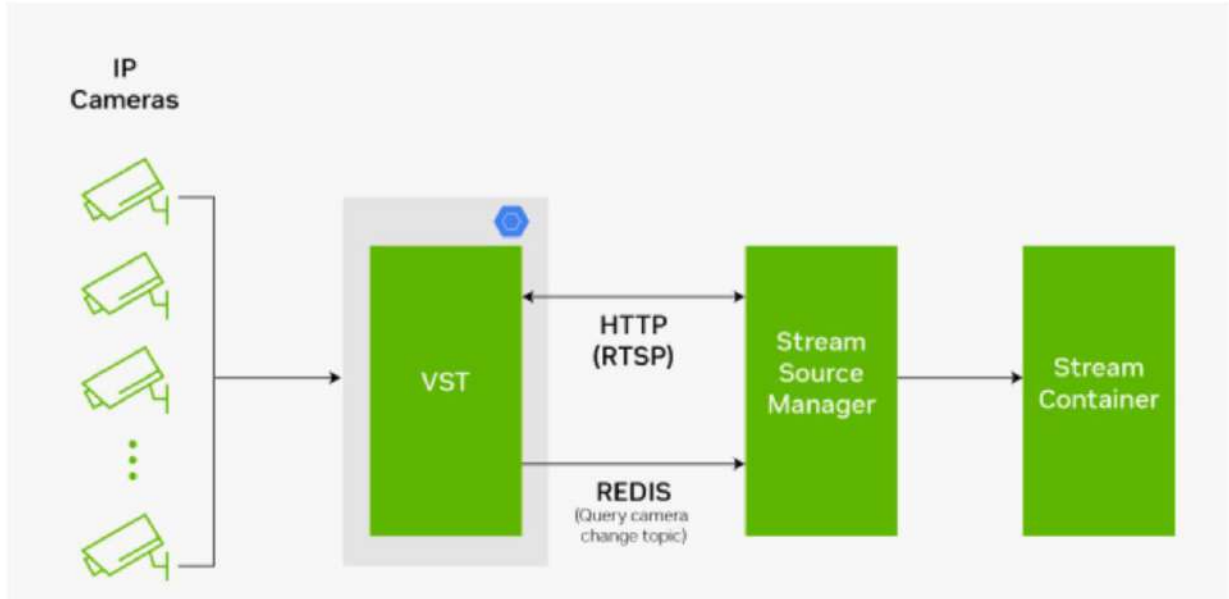 IP
Cameras
VST
HTTP
(RTSP)
REDIS
(Query camera
change topic)
Stream
Source
Manager
Stream
Container